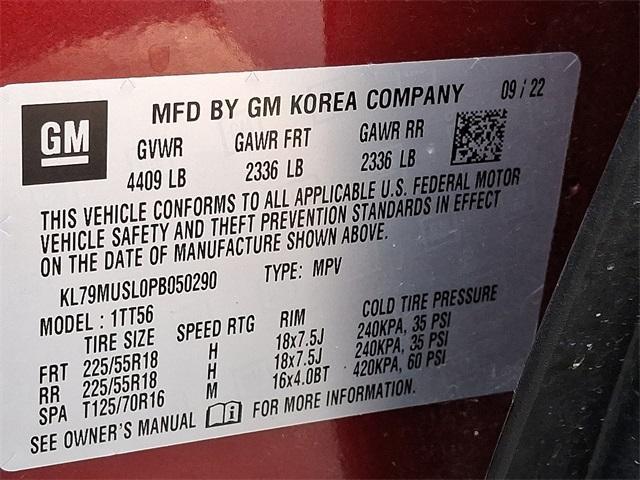 GM
MFD BY GM KOREA COMPANY 09 / 22
GVWR GAWR FRT GAWR RR
4409 LB 2336 LB 2336 LB
THIS VEHICLE CONFORMS TO ALL APPLICABLE U.S. FEDERAL MOTOR
VEHICLE SAFETY AND THEFT PREVENTION STANDARDS IN EFFECT
ON THE DATE OF MANUFACTURE SHOWN ABOVE.
KL79MUSL0PB050290 TYPE: MPV
MODEL : 1TT56
TIRE SIZE SPEED RTG RIM COLD TIRE PRESSURE
FRT 225/55R18 H 18x7.5J 240KPA, 35 PSI
RR 225/55R18 H 18x7.5J 240KPA, 35 PSI
SPA T125/70R16 M 16x4.0BT 420KPA, 60 PSI
SEE OWNER'S MANUAL FOR MORE INFORMATION.